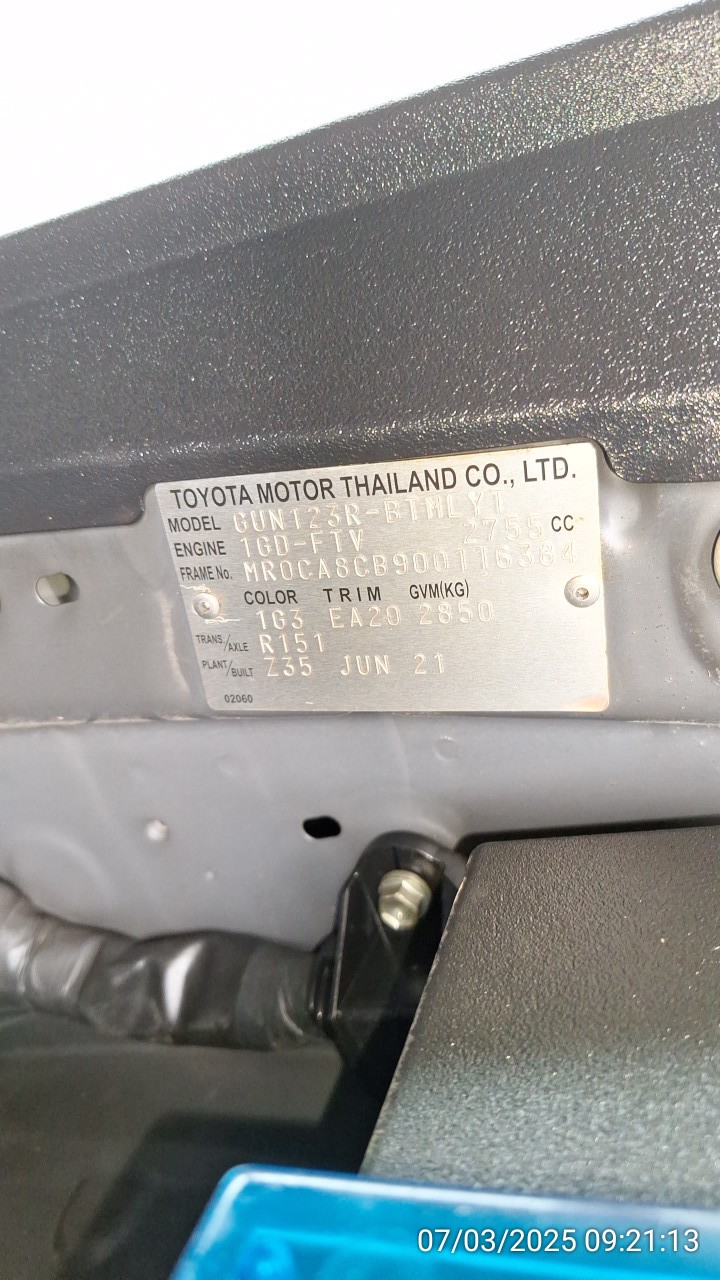 TOYOTA MOTOR THAILAND CO., LTD.
MODEL GUN123R-BTMLYT
ENGINE 1GD-FTV 2755 CC
FRAME No. MR0CA8CB900116384
COLOR TRIM GVM(KG)
1G3 EA20 2850
TRANS./AXLE R151
PLANT/BUILT Z35 JUN 21
02060
07/03/2025 09:21:13